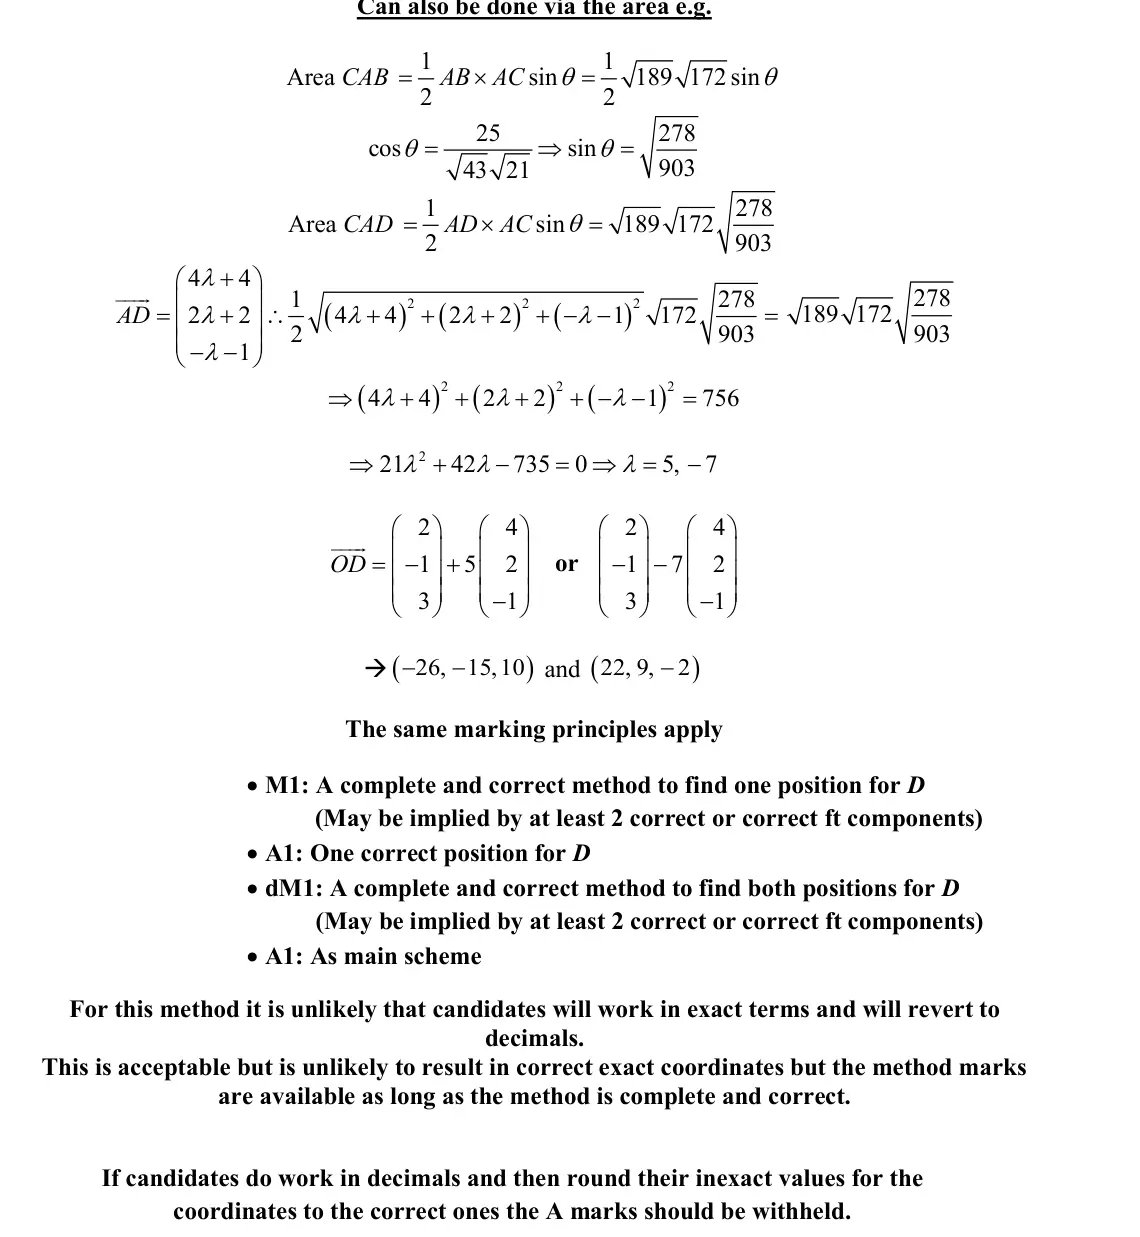 Can also be done via the area e.g.
Area CAB = 1/2 AB × AC sin θ = 1/2 √189 √172 sin θ
cos θ = 25/(√43 √21) ⇒ sin θ = √(278/903)
Area CAD = 1/2 AD × AC sin θ = √189 √172 √(278/903)
AD⃗ = (4λ + 4, 2λ + 2, −λ − 1) ∴ 1/2 √((4λ + 4)² + (2λ + 2)² + (−λ − 1)²) √172 √(278/903) = √189 √172 √(278/903)
⇒ (4λ + 4)² + (2λ + 2)² + (−λ − 1)² = 756
⇒ 21λ² + 42λ − 735 = 0 ⇒ λ = 5, − 7
OD⃗ = (2, −1, 3) + 5(4, 2, −1) or (2, −1, 3) − 7(4, 2, −1)
→ (−26, −15, 10) and (22, 9, − 2)
The same marking principles apply
• M1: A complete and correct method to find one position for D
(May be implied by at least 2 correct or correct ft components)
• A1: One correct position for D
• dM1: A complete and correct method to find both positions for D
(May be implied by at least 2 correct or correct ft components)
• A1: As main scheme
For this method it is unlikely that candidates will work in exact terms and will revert to
decimals.
This is acceptable but is unlikely to result in correct exact coordinates but the method marks
are available as long as the method is complete and correct.
If candidates do work in decimals and then round their inexact values for the
coordinates to the correct ones the A marks should be withheld.